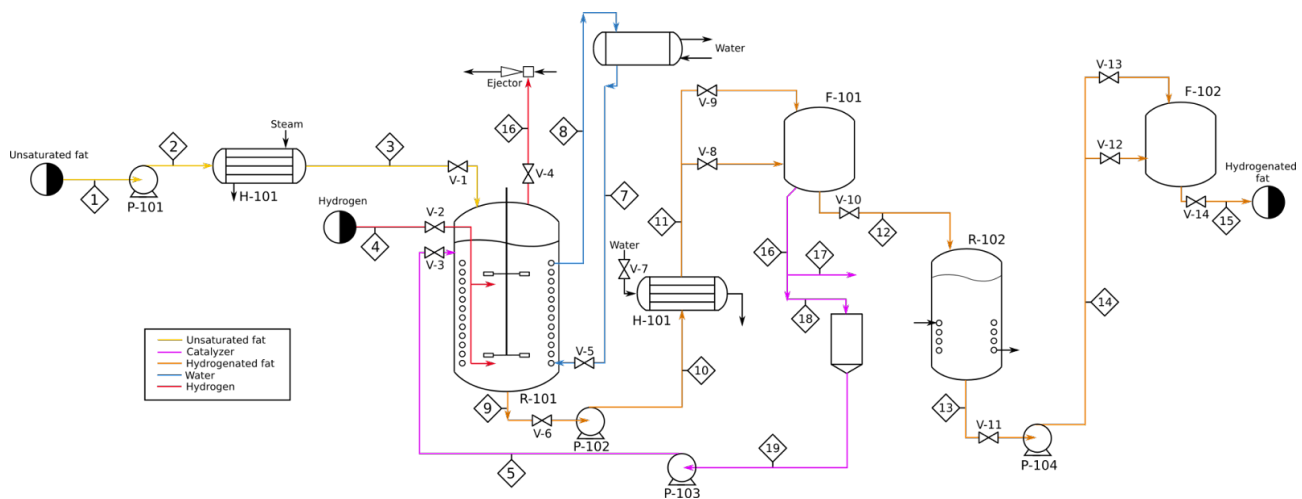 V-13
F-102
V-12
Hydrogenated
fat
V-14
15
14
Water
Ejector
8
7
16
V-4
Steam
Unsaturated fat
1
2
P-101
H-101
3
V-1
Hydrogen
4
V-2
V-3
V-9
F-101
V-8
11
V-10
12
16
17
18
Water
V-7
H-101
10
R-102
V-5
R-101
9
V-6
P-102
13
V-11
P-104
5
P-103
19
Unsaturated fat
Catalyzer
Hydrogenated fat
Water
Hydrogen